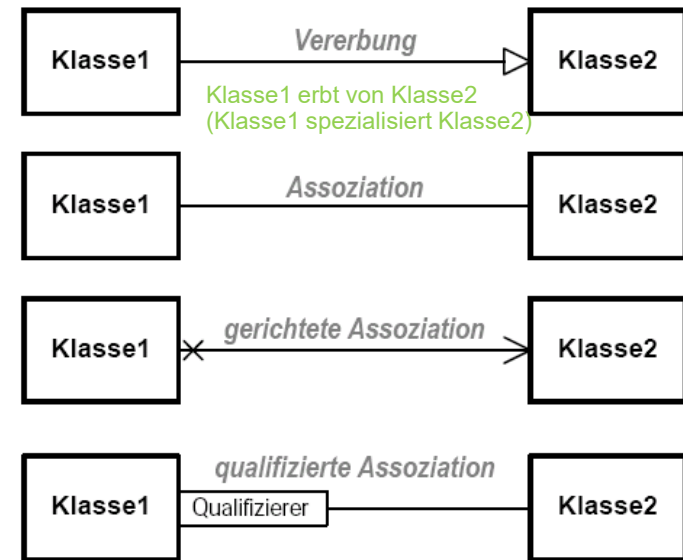 Vererbung
Klasse1 Klasse2
Klasse1 erbt von Klasse2
(Klasse1 spezialisiert Klasse2)
Assoziation
Klasse1 Klasse2
gerichtete Assoziation
Klasse1 Klasse2
qualifizierte Assoziation
Klasse1 Qualifizierer Klasse2